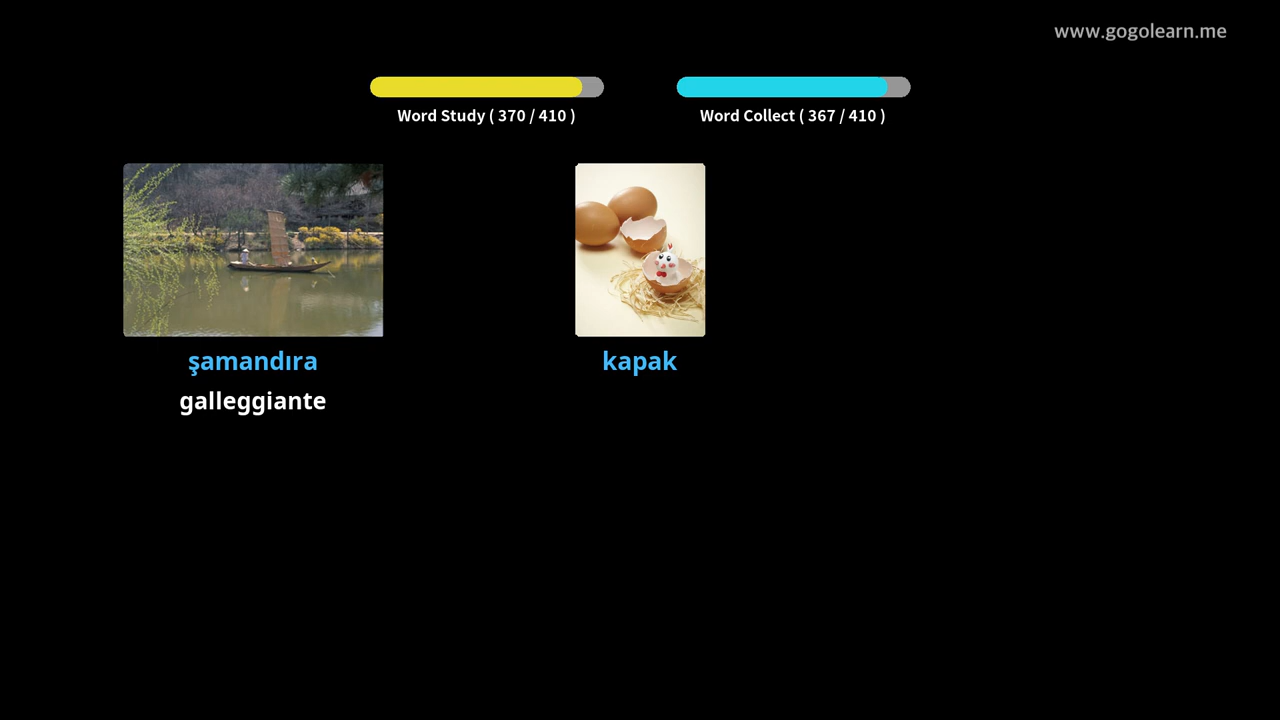 www.gogolearn.me
Word Study ( 370 / 410 )
Word Collect ( 367 / 410 )
şamandıra
kapak
galleggiante